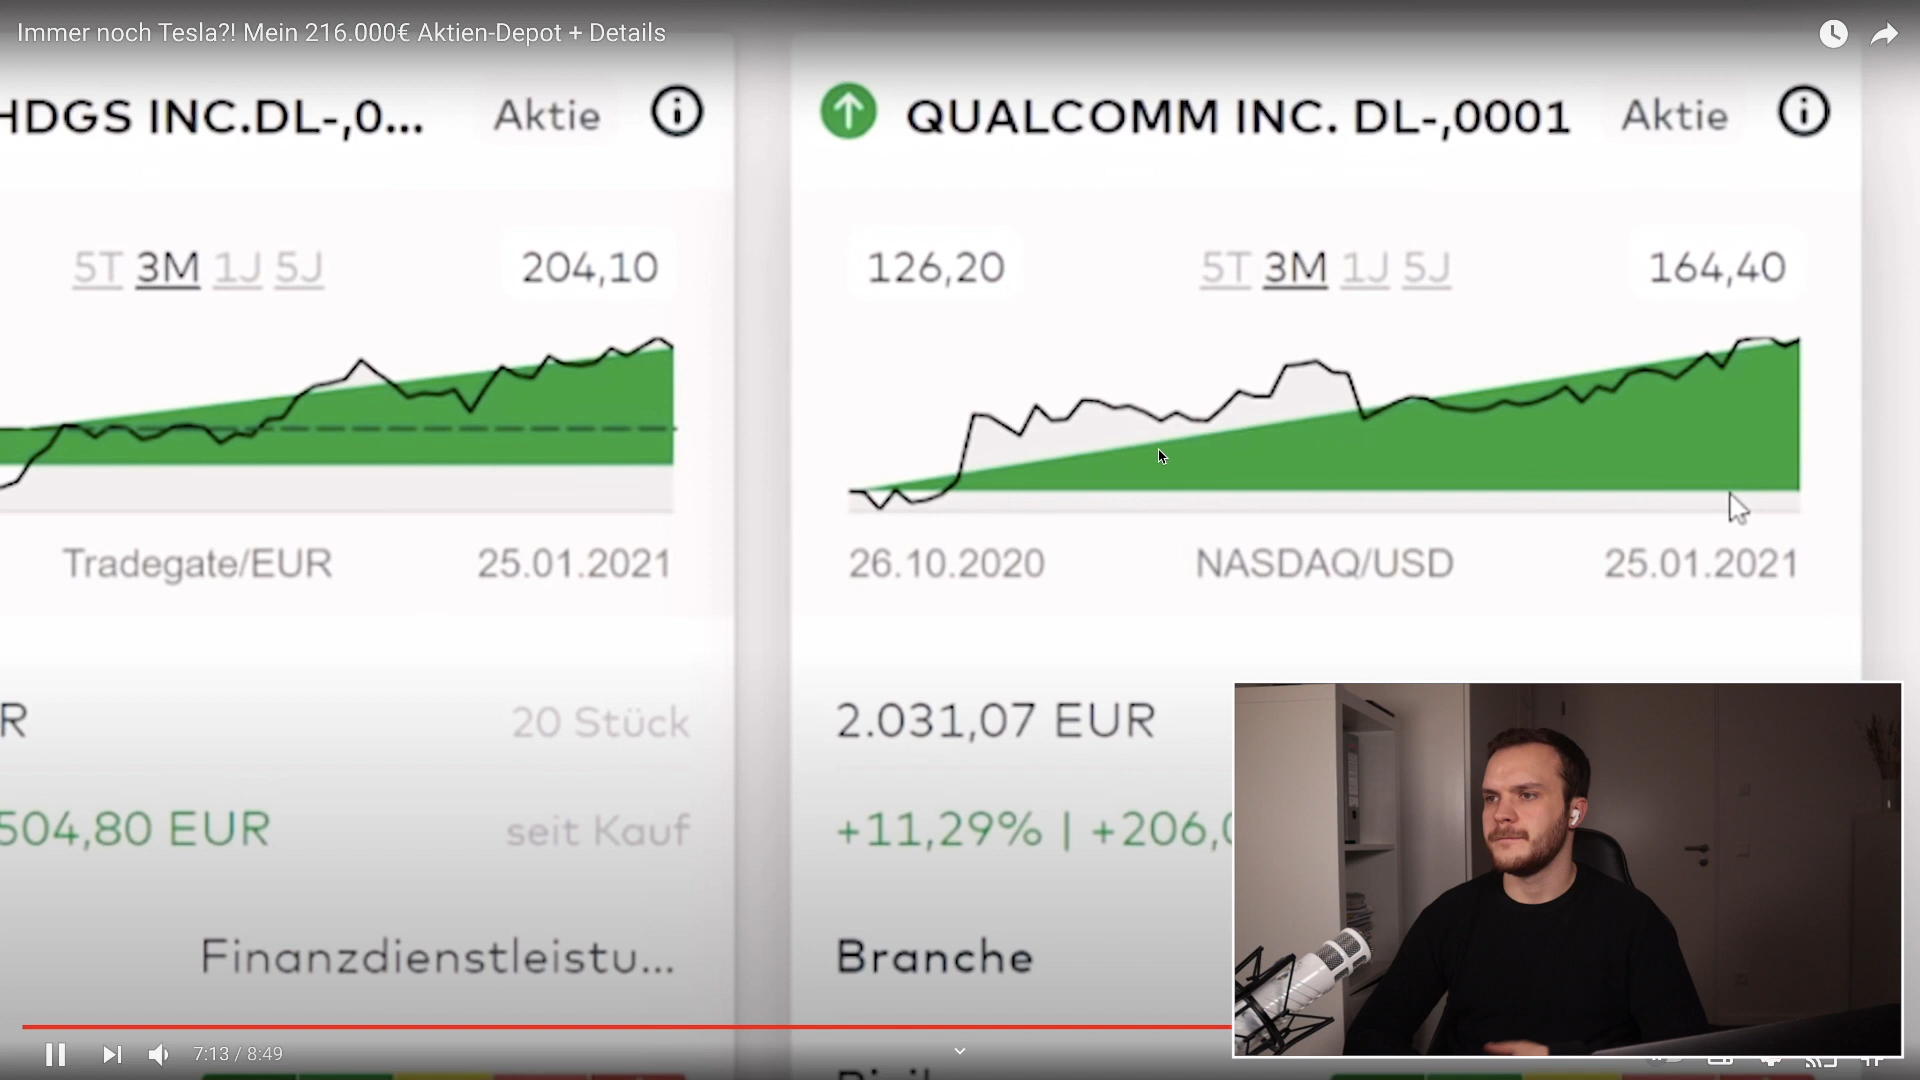 Immer noch Tesla?! Mein 216.000€ Aktien-Depot + Details
HDGS INC.DL-,0... Aktie
QUALCOMM INC. DL-,0001 Aktie
5T 3M 1J 5J 204,10
126,20 5T 3M 1J 5J 164,40
Tradegate/EUR 25.01.2021
26.10.2020 NASDAQ/USD 25.01.2021
R 20 Stück
2.031,07 EUR
504,80 EUR seit Kauf
+11,29% | +206,0
Finanzdienstleistu...
Branche
7:13 / 8:49